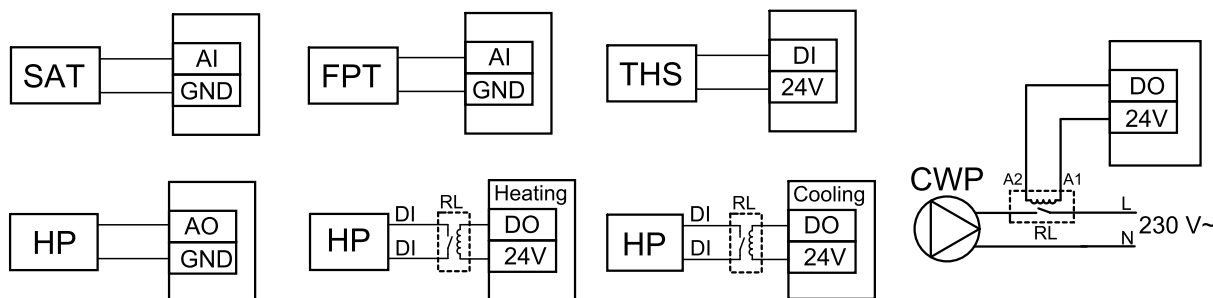 SAT
AI
GND
FPT
AI
GND
THS
DI
24V
DO
24V
CWP
A2
A1
RL
L
N
230 V~
HP
AO
GND
HP
DI
DI
RL
Heating
DO
24V
HP
DI
DI
RL
Cooling
DO
24V